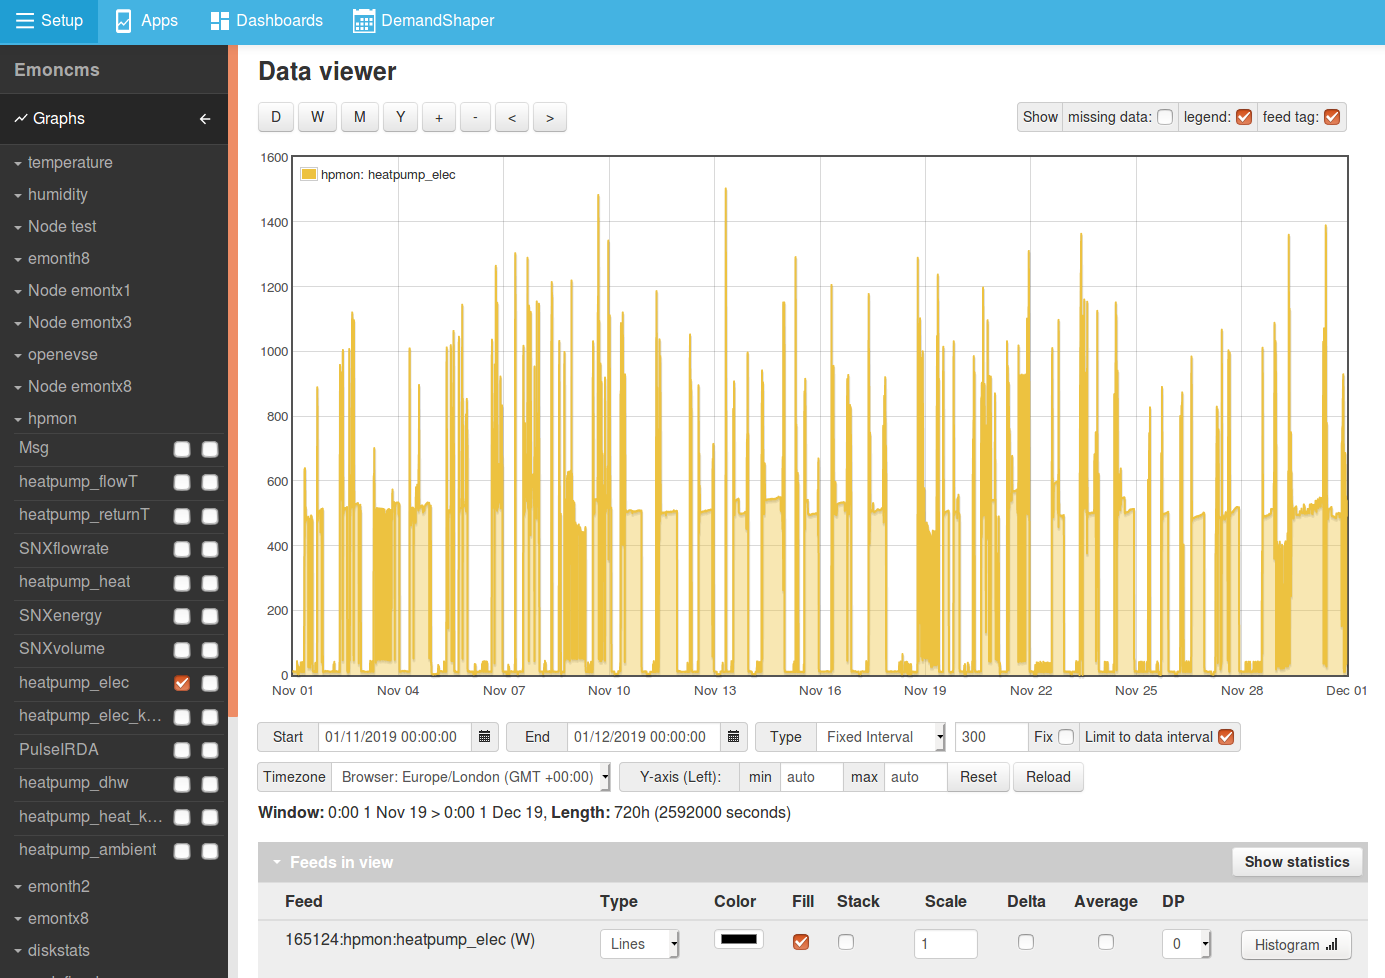 Setup Apps Dashboards DemandShaper
Emoncms
Graphs
temperature
humidity
Node test
emonth8
Node emontx1
Node emontx3
openevse
Node emontx8
hpmon
Msg
heatpump_flowT
heatpump_returnT
SNXflowrate
heatpump_heat
SNXenergy
SNXvolume
heatpump_elec
heatpump_elec_k...
PulseIRDA
heatpump_dhw
heatpump_heat_k...
heatpump_ambient
emonth2
emontx8
diskstats
Data viewer
D W M Y + - < >
Show missing data: legend: feed tag:
hpmon: heatpump_elec
1600
1400
1200
1000
800
600
400
200
0
Nov 01 Nov 04 Nov 07 Nov 10 Nov 13 Nov 16 Nov 19 Nov 22 Nov 25 Nov 28 Dec 01
Start 01/11/2019 00:00:00 End 01/12/2019 00:00:00 Type Fixed Interval 300 Fix Limit to data interval
Timezone Browser: Europe/London (GMT +00:00) Y-axis (Left): min auto max auto Reset Reload
Window: 0:00 1 Nov 19 > 0:00 1 Dec 19, Length: 720h (2592000 seconds)
Feeds in view Show statistics
Feed Type Color Fill Stack Scale Delta Average DP
165124:hpmon:heatpump_elec (W) Lines 1 0 Histogram